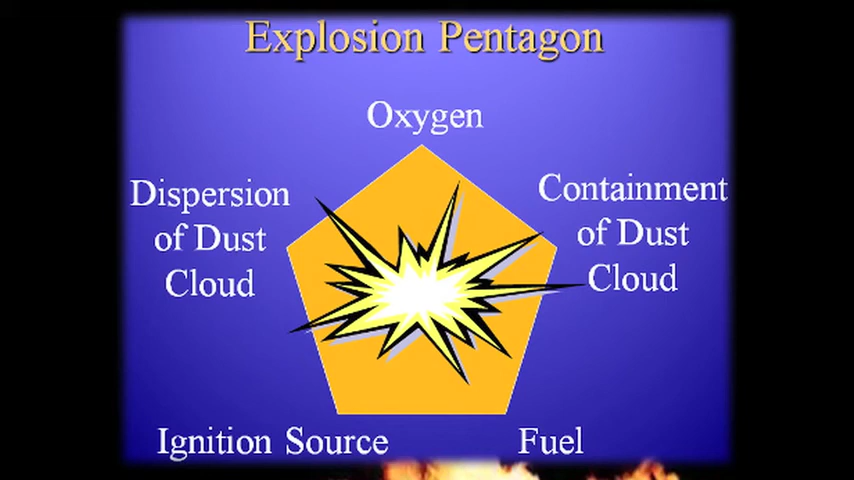 Explosion Pentagon
Oxygen
Dispersion
of Dust
Cloud
Containment
of Dust
Cloud
Ignition Source
Fuel